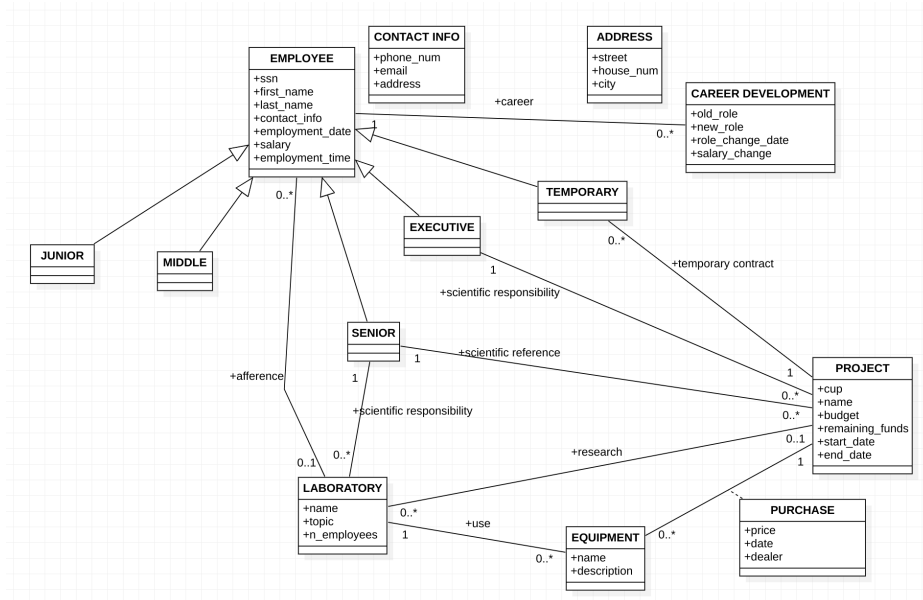 CONTACT INFO
+phone_num
+email
+address
ADDRESS
+street
+house_num
+city
EMPLOYEE
+ssn
+first_name
+last_name
+contact_info
+employment_date
+salary
+employment_time
+career
1
0..*
CAREER DEVELOPMENT
+old_role
+new_role
role_change_date
+salary_change
TEMPORARY
0..*
EXECUTIVE
1
JUNIOR
MIDDLE
0..*
+temporary contract
+scientific responsibility
SENIOR
1
+scientific reference
1
+afference
+scientific responsibility
1
0..*
0..*
0..1
1
PROJECT
+cup
+name
+budget
+remaining_funds
+start_date
+end_date
+research
0..1
0..*
LABORATORY
+name
+topic
+n_employees
0..*
1
+use
0..*
EQUIPMENT
+name
+description
0..*
PURCHASE
+price
+date
+dealer